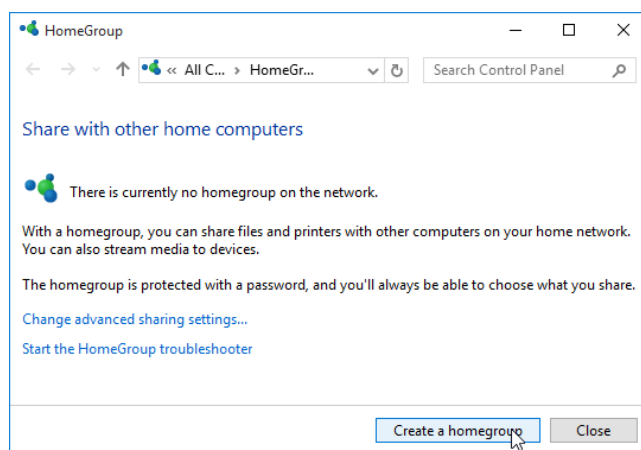 HomeGroup
« All C... > HomeGr...
Search Control Panel
Share with other home computers
There is currently no homegroup on the network.
With a homegroup, you can share files and printers with other computers on your home network.
You can also stream media to devices.
The homegroup is protected with a password, and you'll always be able to choose what you share.
Change advanced sharing settings...
Start the HomeGroup troubleshooter
Create a homegroup
Close